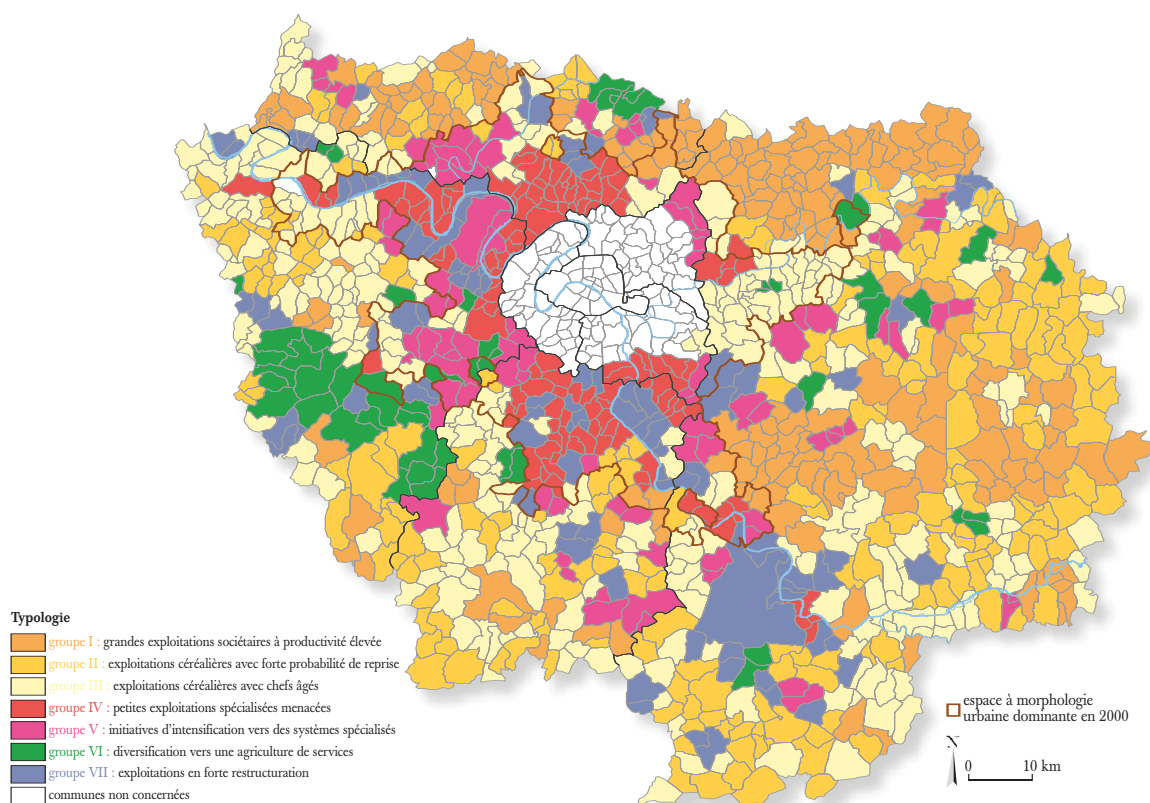 Typologie
groupe I : grandes exploitations sociétaires à productivité élevée
groupe II : exploitations céréalières avec forte probabilité de reprise
groupe III : exploitations céréalières avec chefs âgés
groupe IV : petites exploitations spécialisées menacées
groupe V : initiatives d'intensification vers des systèmes spécialisés
groupe VI : diversification vers une agriculture de services
groupe VII : exploitations en forte restructuration
communes non concernées
espace à morphologie
urbaine dominante en 2000
N
0 10 km